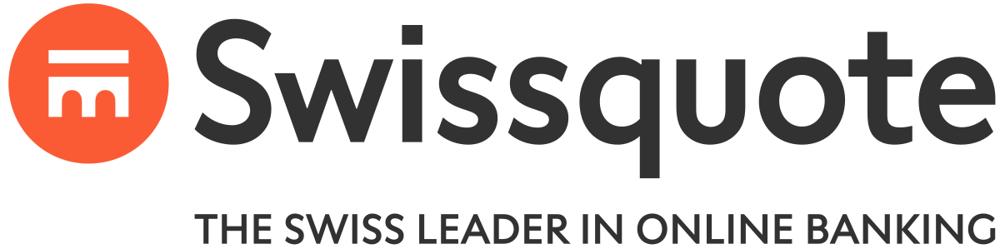 Swissquote
THE SWISS LEADER IN ONLINE BANKING